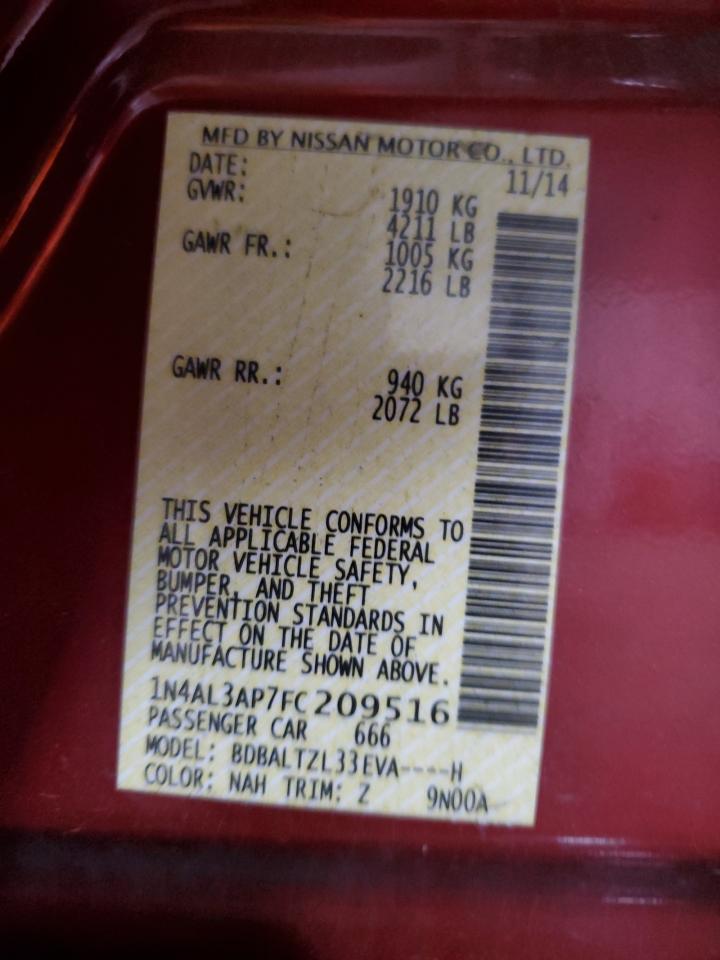 MFD BY NISSAN MOTOR CO., LTD.
DATE: 11/14
GVWR: 1910 KG
4211 LB
GAWR FR.: 1005 KG
2216 LB
GAWR RR.: 940 KG
2072 LB
THIS VEHICLE CONFORMS TO
ALL APPLICABLE FEDERAL
MOTOR VEHICLE SAFETY,
BUMPER, AND THEFT
PREVENTION STANDARDS IN
EFFECT ON THE DATE OF
MANUFACTURE SHOWN ABOVE.
1N4AL3AP7FC209516
PASSENGER CAR 666
MODEL: BDBALTZL33EVA----H
COLOR: NAH TRIM: Z 9N00A